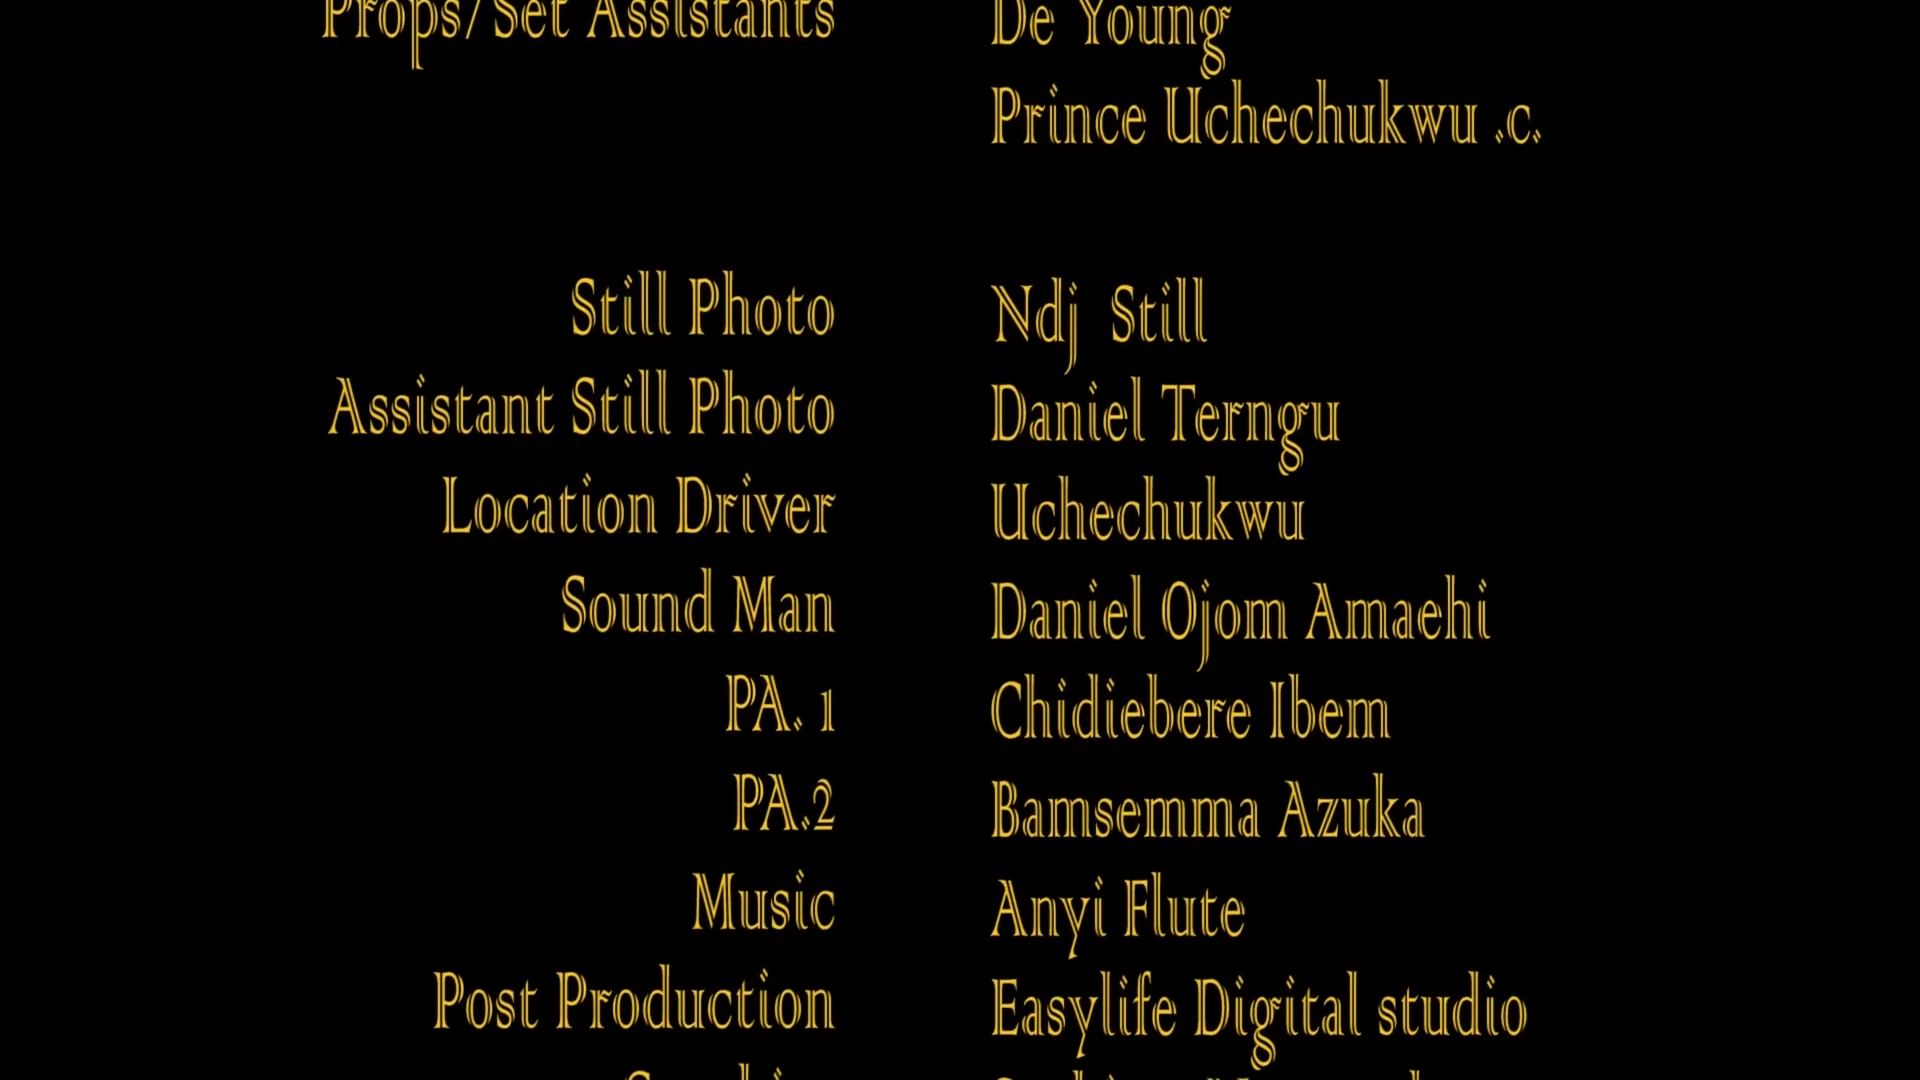 Props/Set Assistants De Young
Prince Uchechukwu .c.
Still Photo Ndj Still
Assistant Still Photo Daniel Terngu
Location Driver Uchechukwu
Sound Man Daniel Ojom Amaehi
PA. 1 Chidiebere Ibem
PA.2 Bamsemma Azuka
Music Anyi Flute
Post Production Easylife Digital studio